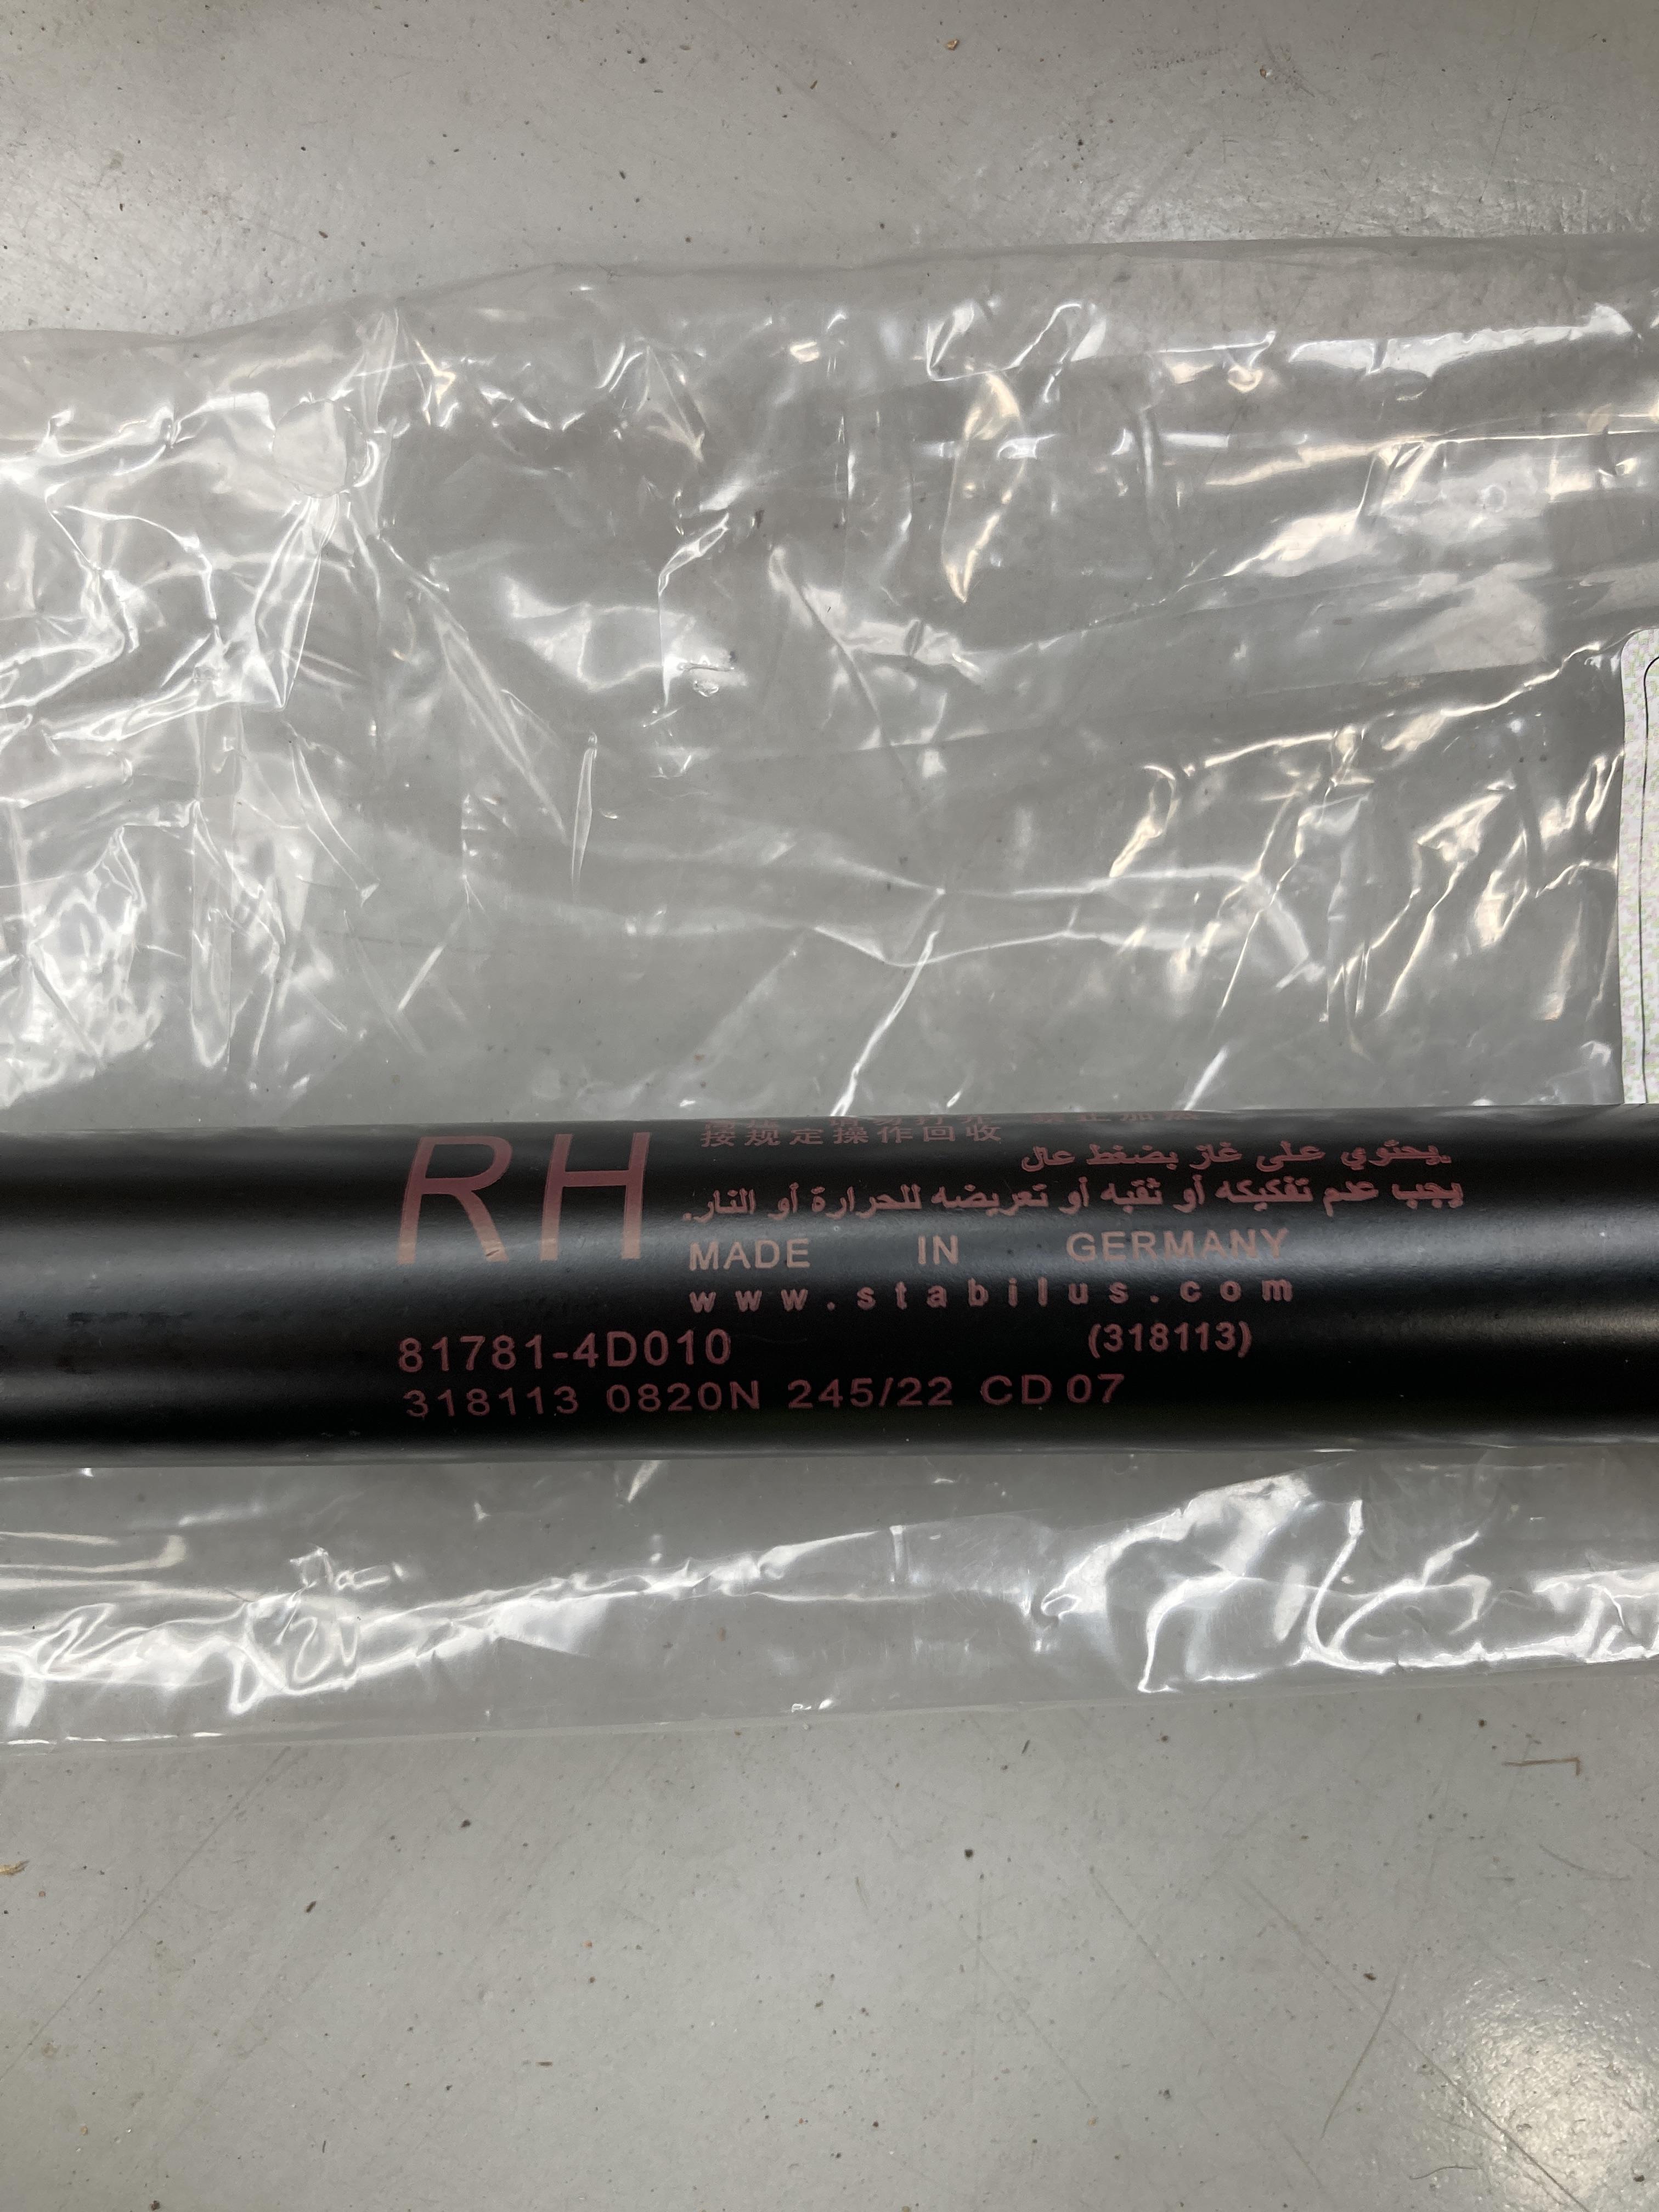 RH
按规定操作回收
يحتوي على غاز بضغط عال.
يجب عدم تفكيكه أو ثقبه أو تعريضه للحرارة أو النار.
MADE IN GERMANY
www.stabilus.com
81781-4D010 (318113)
318113 0820N 245/22 CD 07